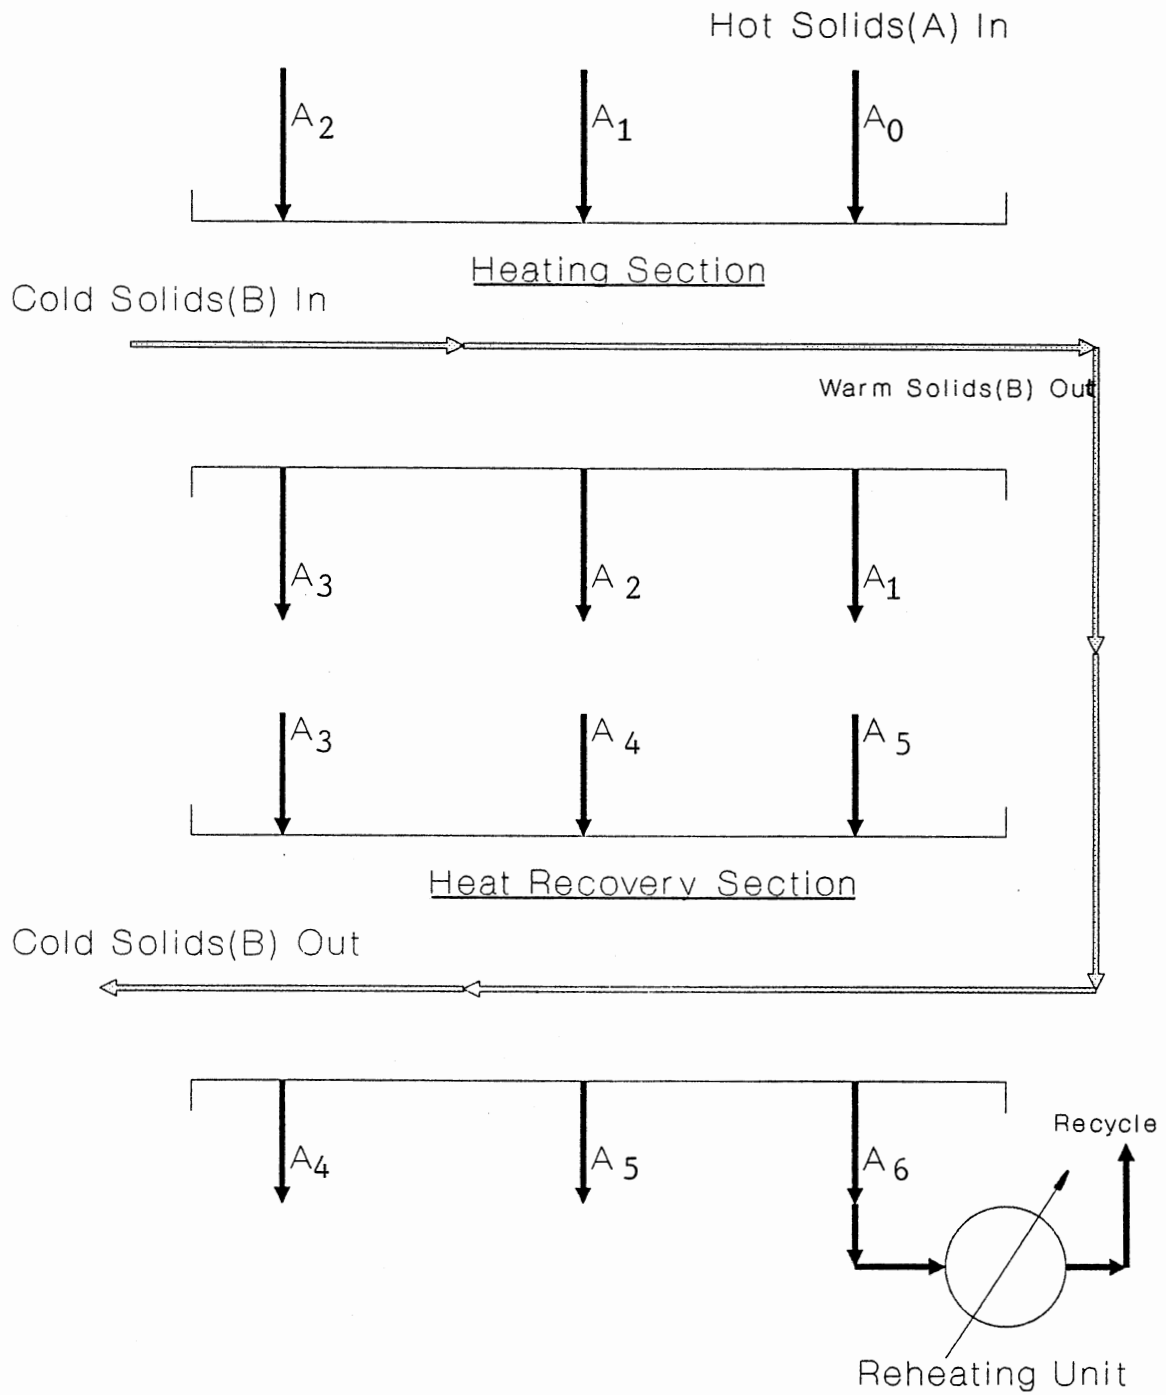 Hot Solids(A) In
A2 A1 A0
Heating Section
Cold Solids(B) In
Warm Solids(B) Out
A3 A2 A1
A3 A4 A5
Heat Recovery Section
Cold Solids(B) Out
A4 A5 A6
Recycle
Reheating Unit